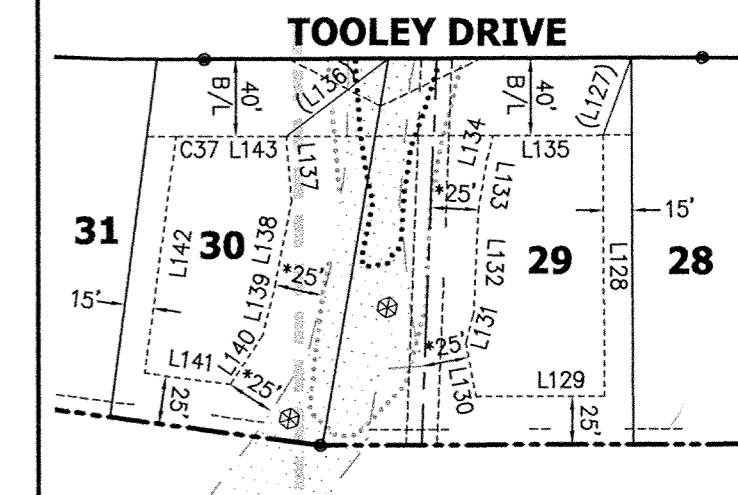 TOOLEY DRIVE
40'
B/L
(L136)
40'
B/L
(L127)
C37 L143
L137
L134
L135
L133
*25'
31
30
L142
L138
*25'
L139
L132
29
15'
L128
28
15'
L131
*25'
L140
L141
*25'
L130
L129
25'
25'